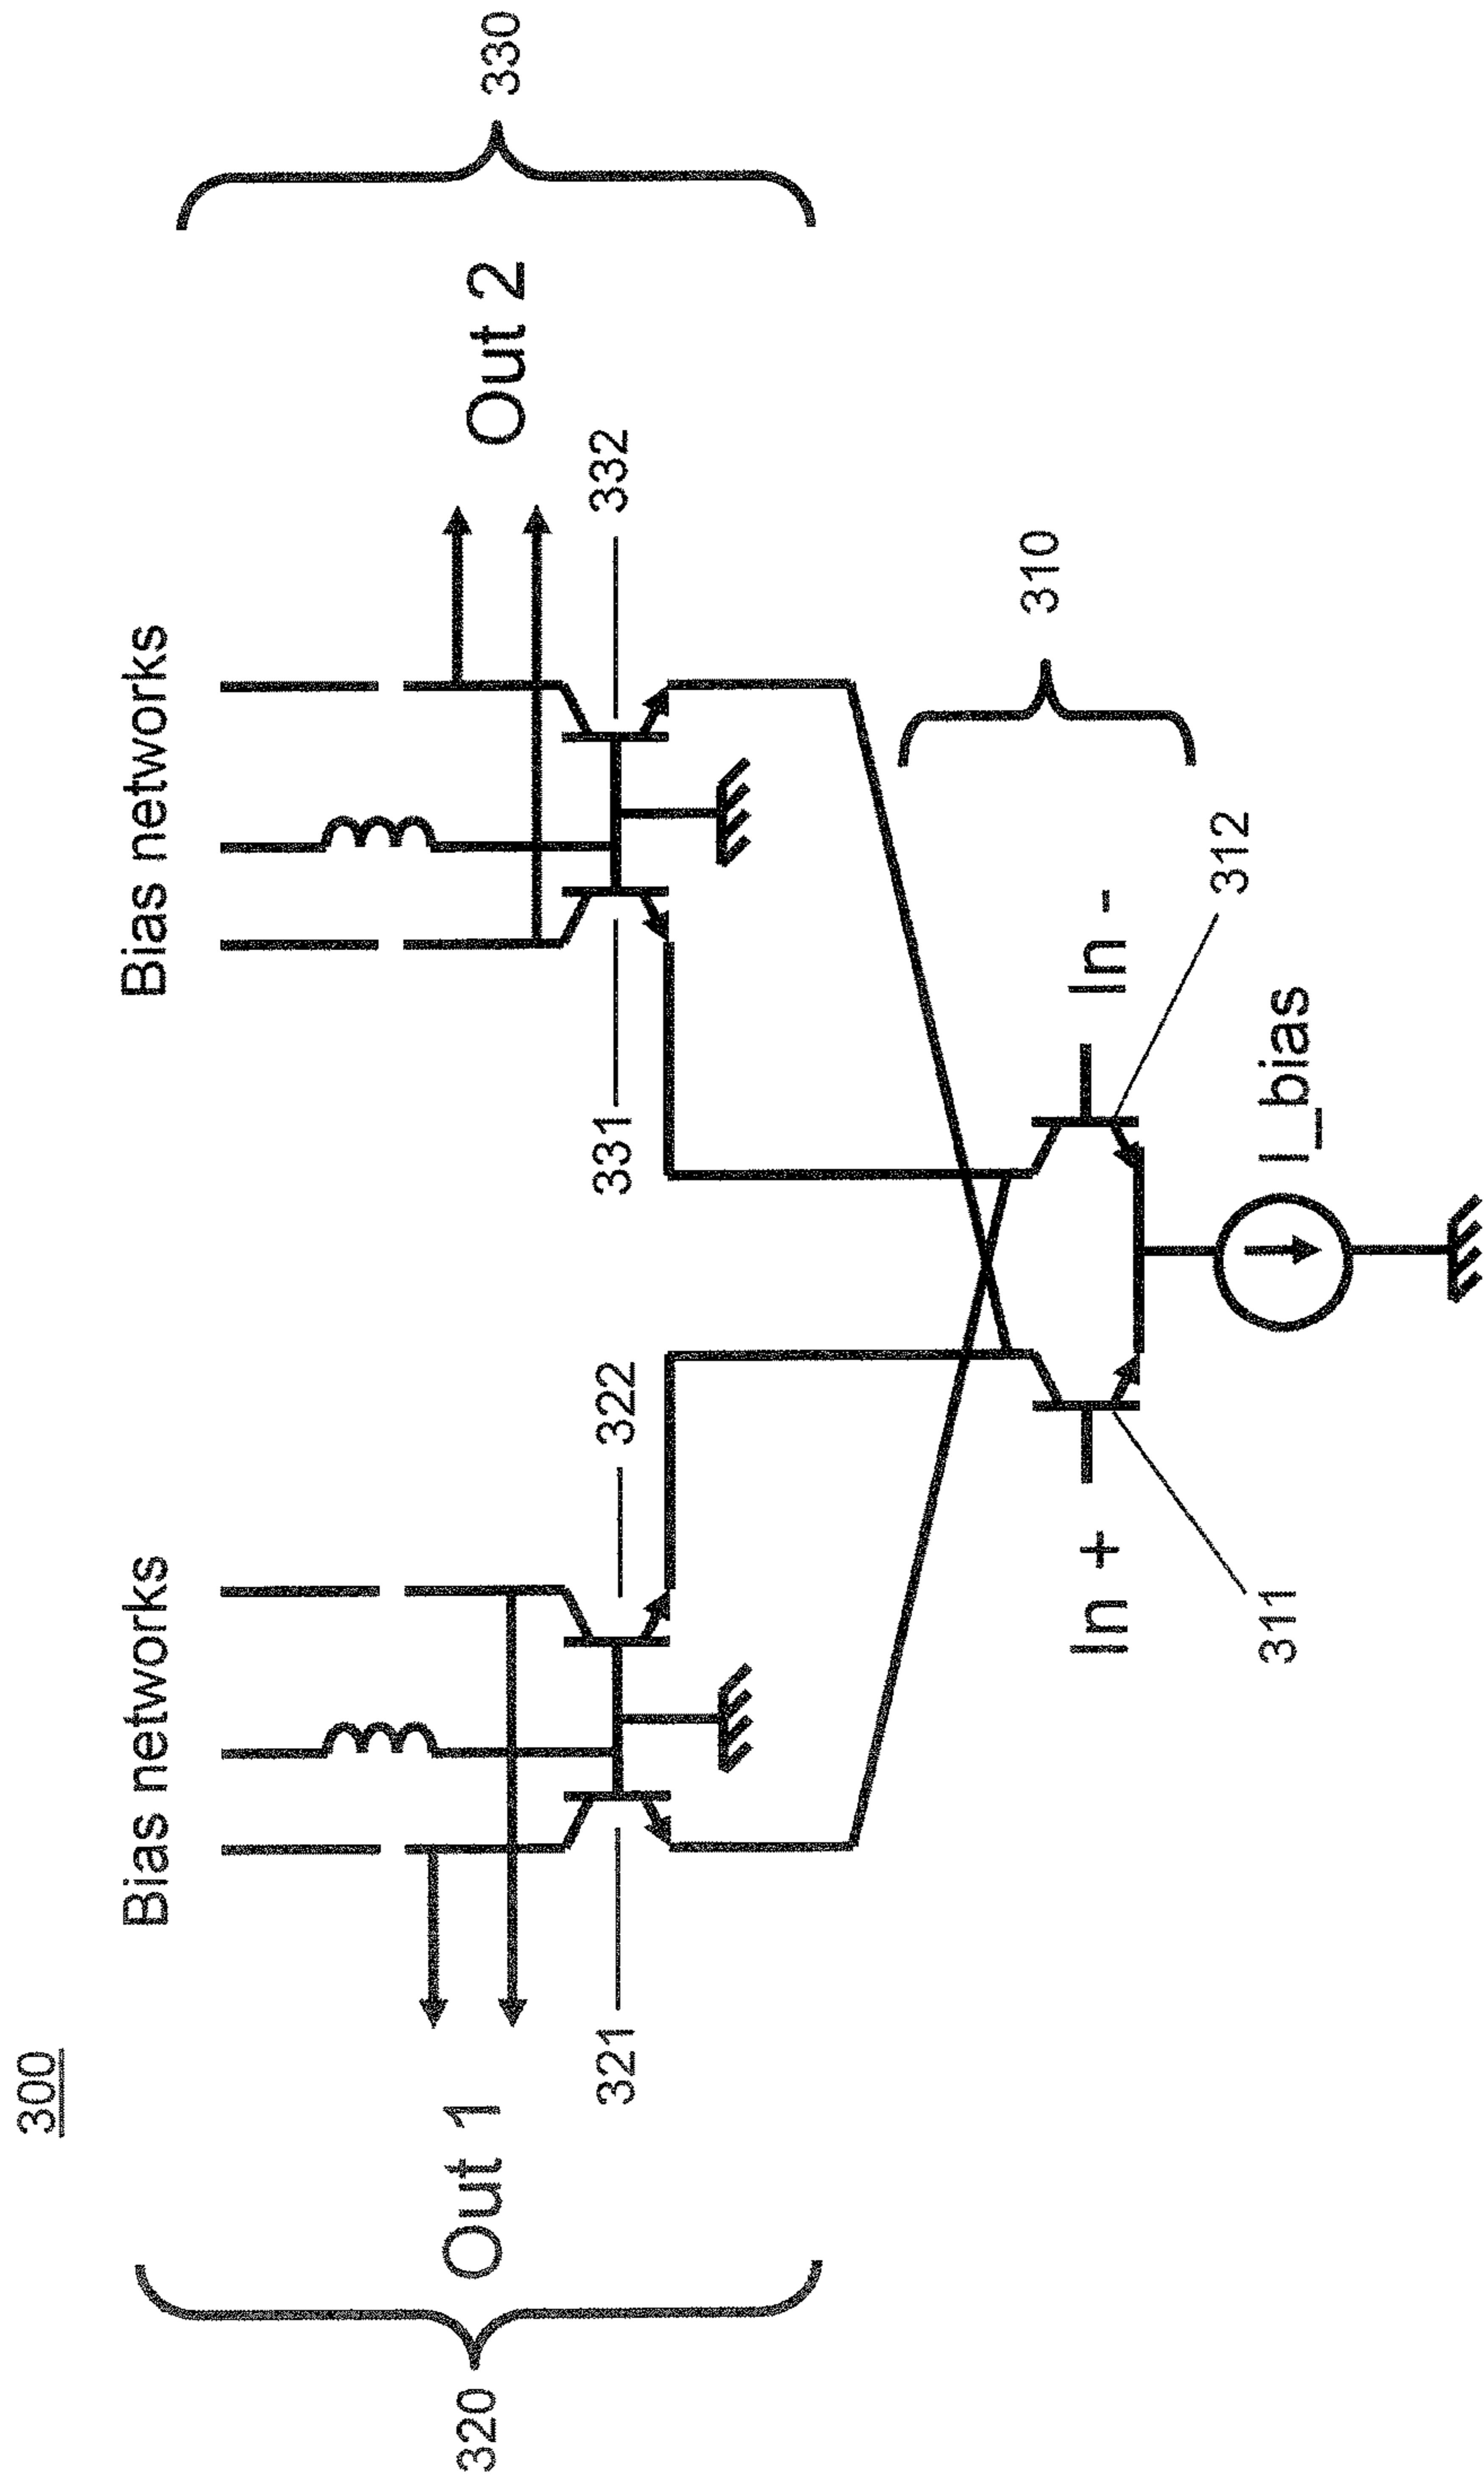 300
Bias networks
Bias networks
320
Out 1
Out 2
330
321
322
331
332
310
In +
In -
311
312
I_bias